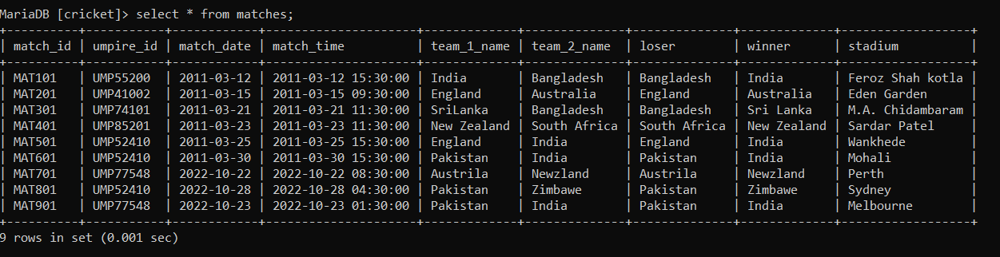 MariaDB [cricket]> select * from matches;
+----------+-----------+------------+---------------------+-------------+--------------+--------------+-------------+------------------+
| match_id | umpire_id | match_date | match_time          | team_1_name | team_2_name  | loser        | winner      | stadium          |
+----------+-----------+------------+---------------------+-------------+--------------+--------------+-------------+------------------+
| MAT101   | UMP55200  | 2011-03-12 | 2011-03-12 15:30:00 | India       | Bangladesh   | Bangladesh   | India       | Feroz Shah kotla |
| MAT201   | UMP41002  | 2011-03-15 | 2011-03-15 09:30:00 | England     | Australia    | England      | Australia   | Eden Garden      |
| MAT301   | UMP74101  | 2011-03-21 | 2011-03-21 11:30:00 | SriLanka    | Bangladesh   | Bangladesh   | Sri Lanka   | M.A. Chidambaram |
| MAT401   | UMP85201  | 2011-03-23 | 2011-03-23 11:30:00 | New Zealand | South Africa | South Africa | New Zealand | Sardar Patel     |
| MAT501   | UMP52410  | 2011-03-25 | 2011-03-25 15:30:00 | England     | India        | England      | India       | Wankhede         |
| MAT601   | UMP52410  | 2011-03-30 | 2011-03-30 15:30:00 | Pakistan    | India        | Pakistan     | India       | Mohali           |
| MAT701   | UMP77548  | 2022-10-22 | 2022-10-22 08:30:00 | Austrila    | Newzland     | Austrila     | Newzland    | Perth            |
| MAT801   | UMP52410  | 2022-10-28 | 2022-10-28 04:30:00 | Pakistan    | Zimbawe      | Pakistan     | Zimbawe     | Sydney           |
| MAT901   | UMP77548  | 2022-10-23 | 2022-10-23 01:30:00 | Pakistan    | India        | Pakistan     | India       | Melbourne        |
+----------+-----------+------------+---------------------+-------------+--------------+--------------+-------------+------------------+
9 rows in set (0.001 sec)